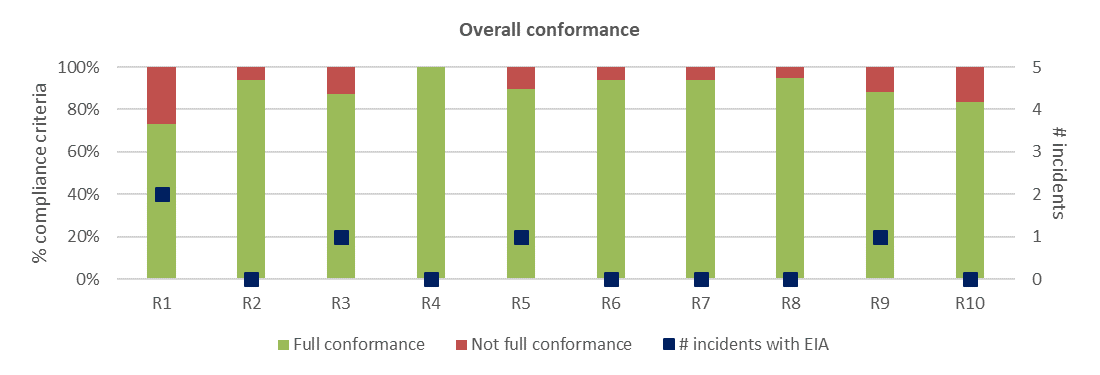 Overall conformance
% compliance criteria
100%
80%
60%
40%
20%
0%
5
4
3
2
1
0
# incidents
R1 R2 R3 R4 R5 R6 R7 R8 R9 R10
Full conformance Not full conformance # incidents with EIA